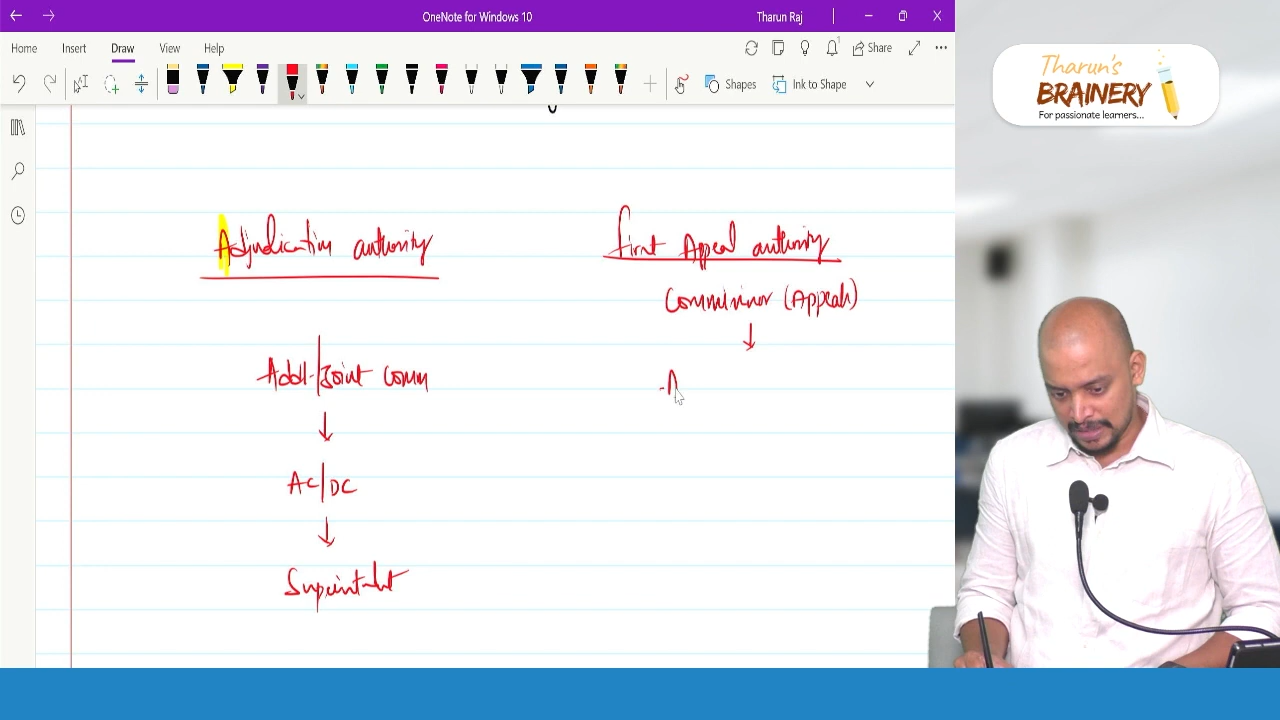 OneNote for Windows 10
Tharun Raj
Home Insert Draw View Help
Share
Shapes
Ink to Shape
Tharun's
BRAINERY
For passionate learners...
Adjudication authority
First Appeal authority
Commissioner (Appeals)
Addl./Joint Comm
A
AC/DC
Superintendent